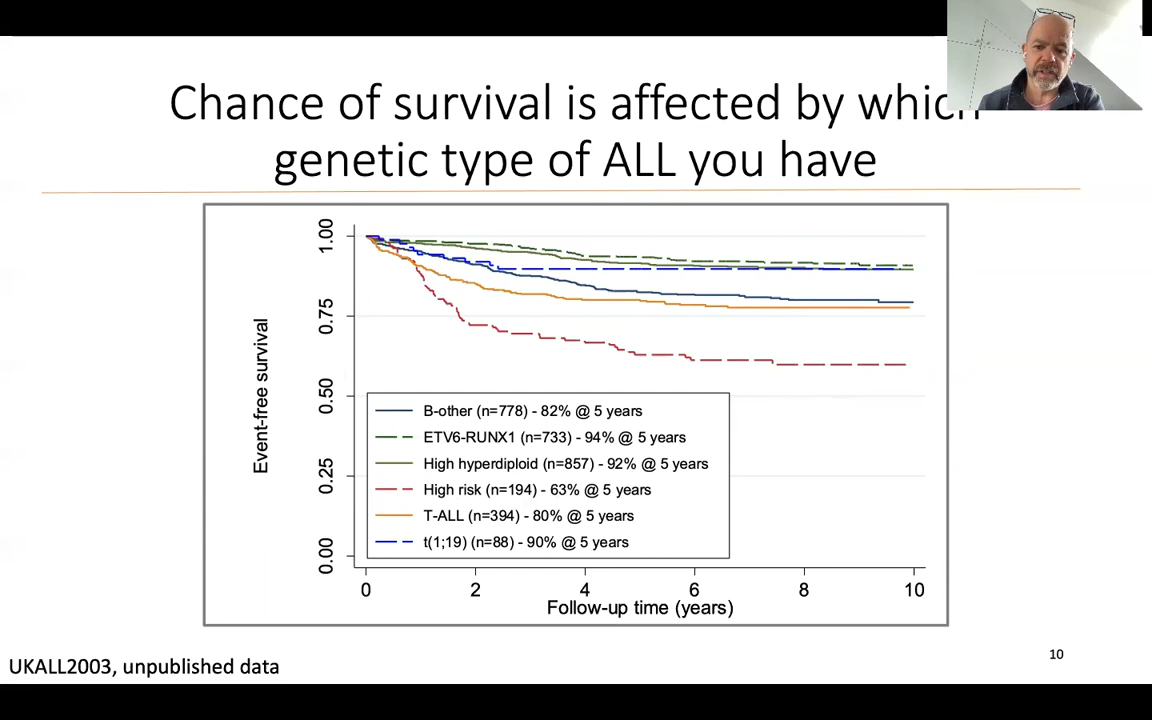 Chance of survival is affected by which
genetic type of ALL you have
1.00
0.75
0.50
0.25
0.00
Event-free survival
B-other (n=778) - 82% @ 5 years
ETV6-RUNX1 (n=733) - 94% @ 5 years
High hyperdiploid (n=857) - 92% @ 5 years
High risk (n=194) - 63% @ 5 years
T-ALL (n=394) - 80% @ 5 years
t(1;19) (n=88) - 90% @ 5 years
0 2 4 6 8 10
Follow-up time (years)
10
UKALL2003, unpublished data